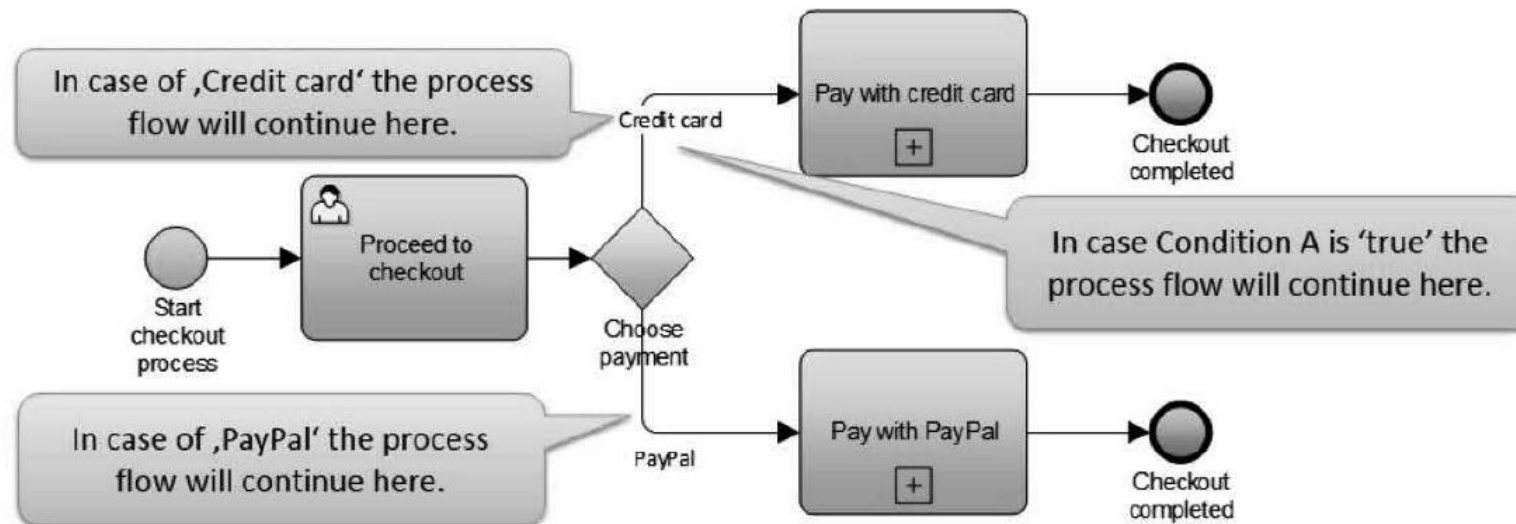 In case of ‚Credit card‘ the process
flow will continue here.
Credit card
Pay with credit card
Checkout
completed
Proceed to
checkout
Start
checkout
process
Choose
payment
In case Condition A is ‘true’ the
process flow will continue here.
In case of ‚PayPal‘ the process
flow will continue here.
PayPal
Pay with PayPal
Checkout
completed